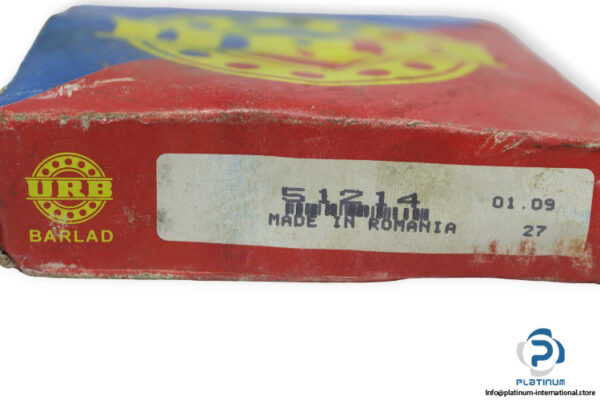 URB
BARLAD
51214
01.09
MADE IN ROMANIA
27
PLATINUM
Info@platinum-international.store